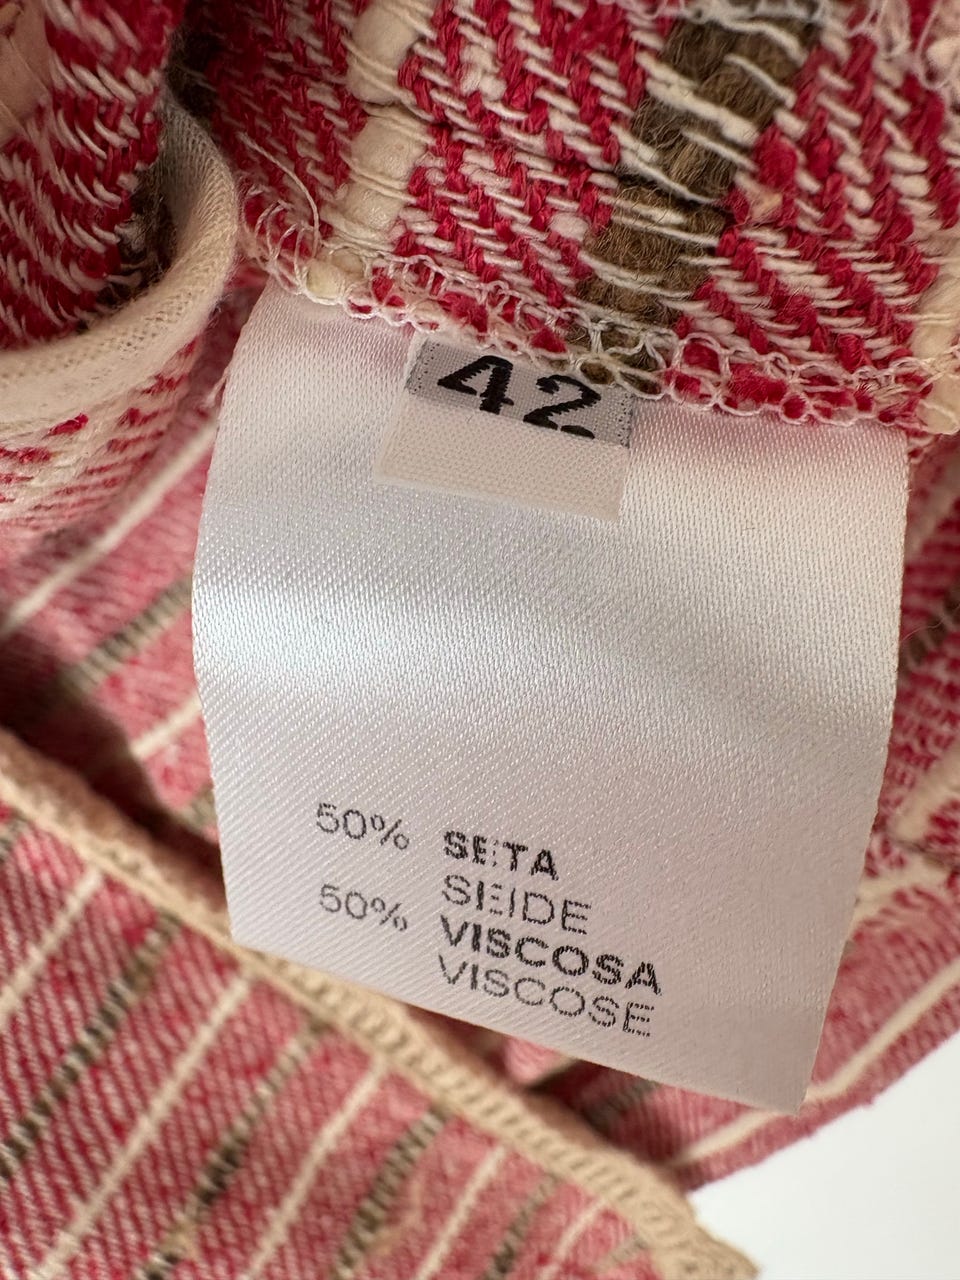 42
50% SETA
SEIDE
50% VISCOSA
VISCOSE